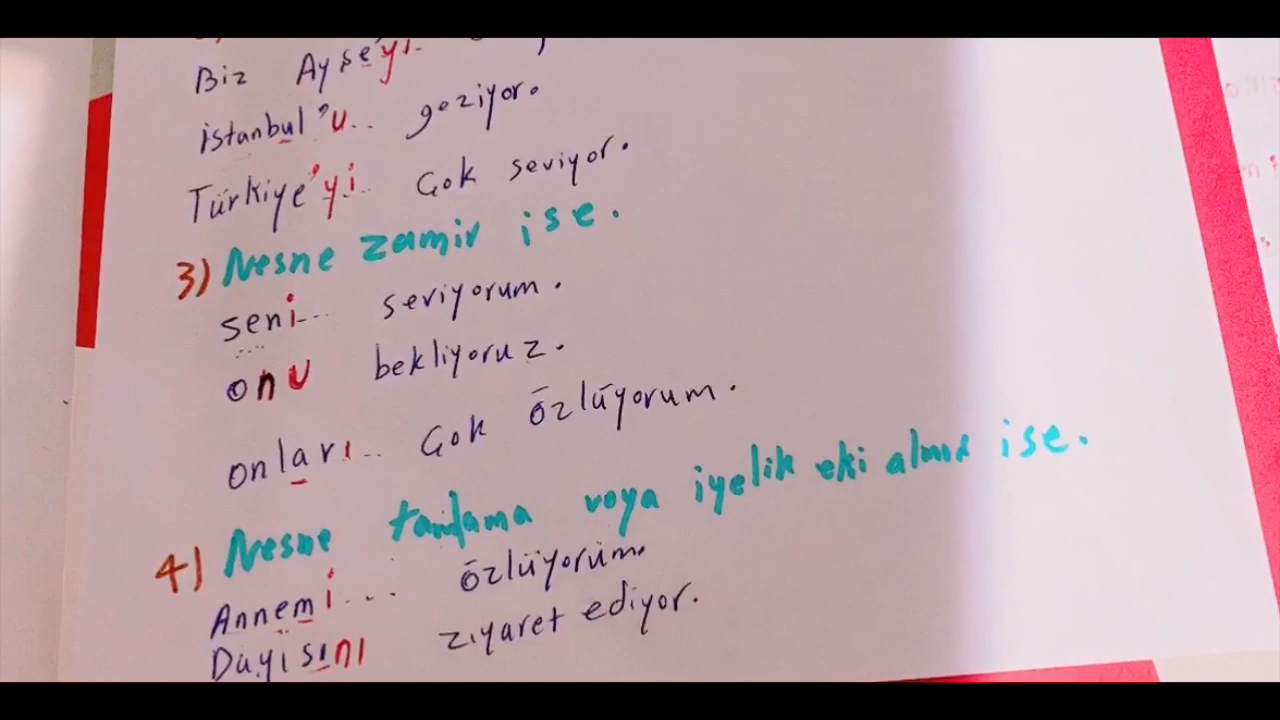 Biz Ayşe'yi..
istanbul'u.. geziyor.
Türkiye'yi.. Çok seviyor.
3) Nesne zamir ise.
seni... seviyorum.
onu bekliyoruz.
onları.. Çok özlüyorum.
4) Nesne tamlama veya iyelik eki almış ise.
Annemi... özlüyorum.
Dayısını ziyaret ediyor.